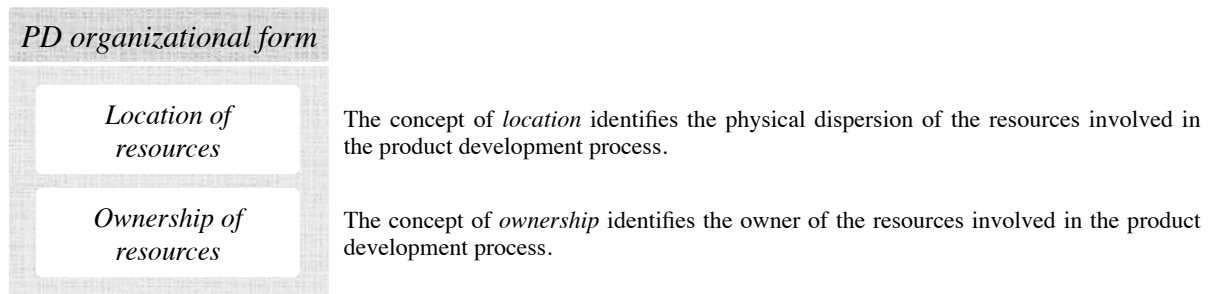 PD organizational form
Location of
resources
The concept of location identifies the physical dispersion of the resources involved in
the product development process.
Ownership of
resources
The concept of ownership identifies the owner of the resources involved in the product
development process.